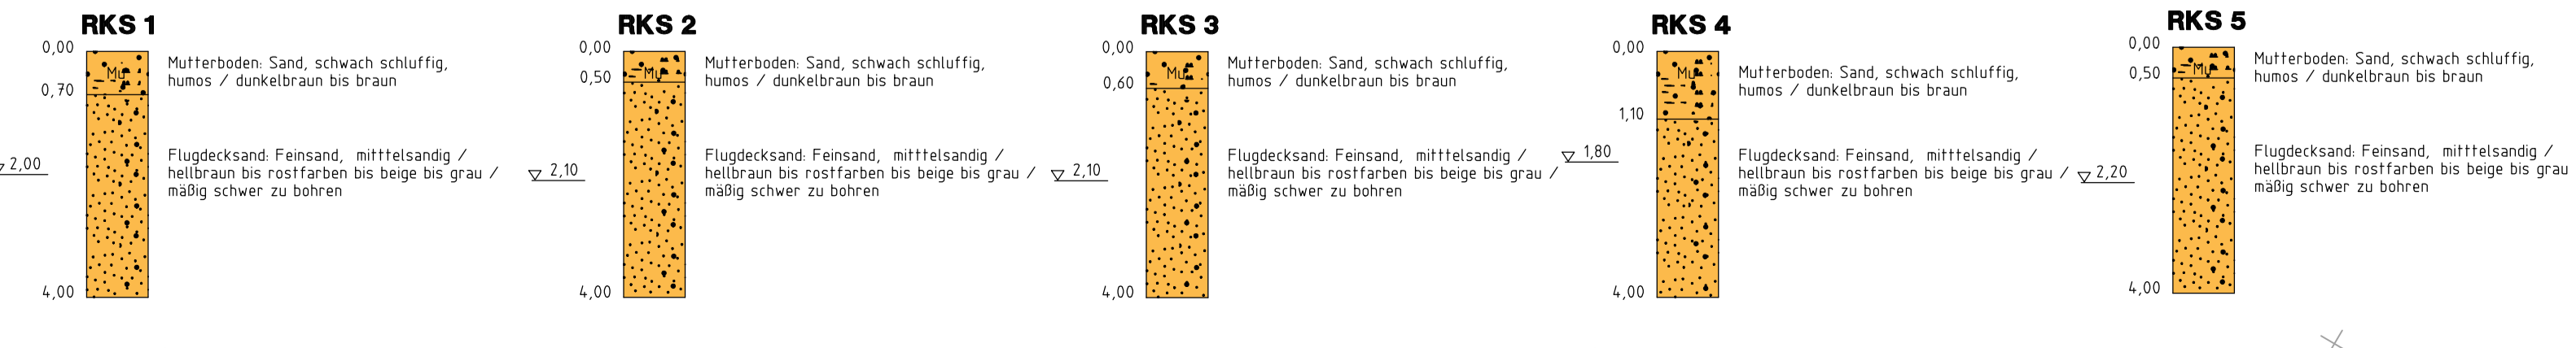 RKS 1
0,00
Mutterboden: Sand, schwach schluffig,
humos / dunkelbraun bis braun
Mu
0,70
2,00
Flugdecksand: Feinsand, mitttelsandig /
hellbraun bis rostfarben bis beige bis grau /
mäßig schwer zu bohren
4,00
RKS 2
0,00
Mutterboden: Sand, schwach schluffig,
humos / dunkelbraun bis braun
Mu
0,50
2,10
Flugdecksand: Feinsand, mitttelsandig /
hellbraun bis rostfarben bis beige bis grau /
mäßig schwer zu bohren
4,00
RKS 3
0,00
Mutterboden: Sand, schwach schluffig,
humos / dunkelbraun bis braun
Mu
0,60
2,10
Flugdecksand: Feinsand, mitttelsandig /
hellbraun bis rostfarben bis beige bis grau /
mäßig schwer zu bohren
4,00
RKS 4
0,00
Mutterboden: Sand, schwach schluffig,
humos / dunkelbraun bis braun
Mu
1,10
1,80
Flugdecksand: Feinsand, mitttelsandig /
hellbraun bis rostfarben bis beige bis grau /
mäßig schwer zu bohren
4,00
RKS 5
0,00
Mutterboden: Sand, schwach schluffig,
humos / dunkelbraun bis braun
Mu
0,50
2,20
Flugdecksand: Feinsand, mitttelsandig /
hellbraun bis rostfarben bis beige bis grau
mäßig schwer zu bohren
4,00